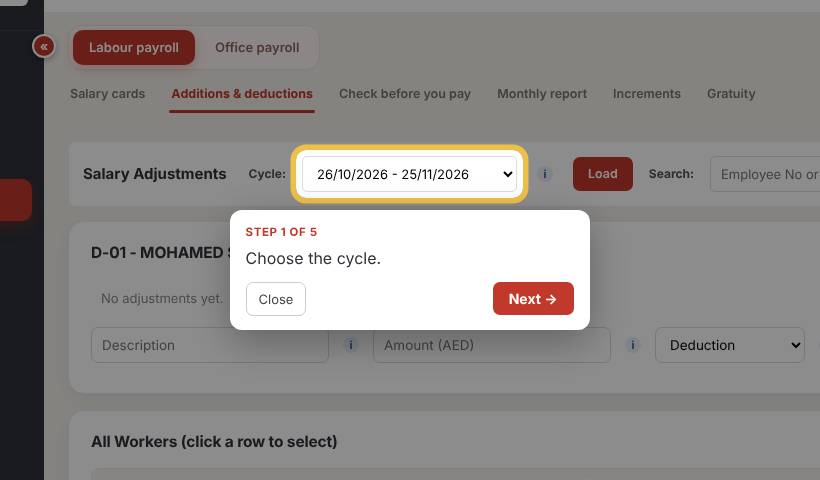 «
Labour payroll
Office payroll
Salary cards
Additions & deductions
Check before you pay
Monthly report
Increments
Gratuity
Salary Adjustments
Cycle:
26/10/2026 - 25/11/2026
i
Load
Search:
Employee No or
STEP 1 OF 5
Choose the cycle.
Close
Next →
D-01 - MOHAMED
No adjustments yet.
Description
i
Amount (AED)
i
Deduction
All Workers (click a row to select)